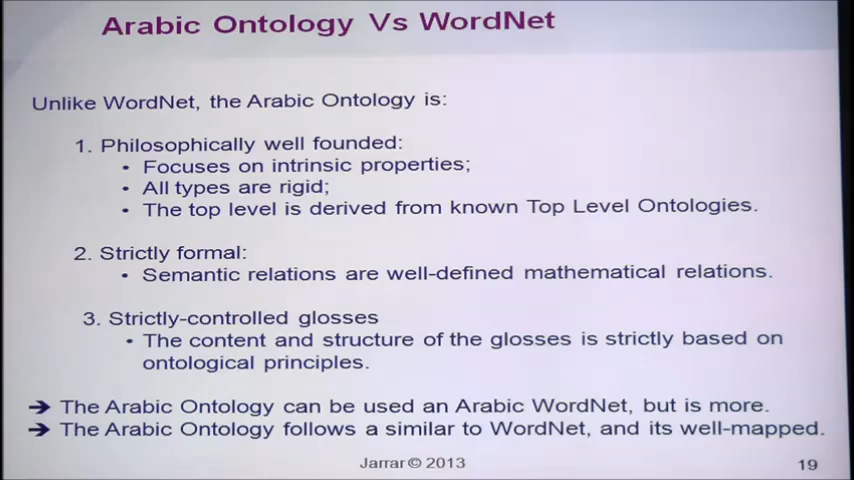 Arabic Ontology Vs WordNet
Unlike WordNet, the Arabic Ontology is:
1. Philosophically well founded:
• Focuses on intrinsic properties;
• All types are rigid;
• The top level is derived from known Top Level Ontologies.
2. Strictly formal:
• Semantic relations are well-defined mathematical relations.
3. Strictly-controlled glosses
• The content and structure of the glosses is strictly based on
ontological principles.
➔ The Arabic Ontology can be used an Arabic WordNet, but is more.
➔ The Arabic Ontology follows a similar to WordNet, and its well-mapped.
Jarrar © 2013
19